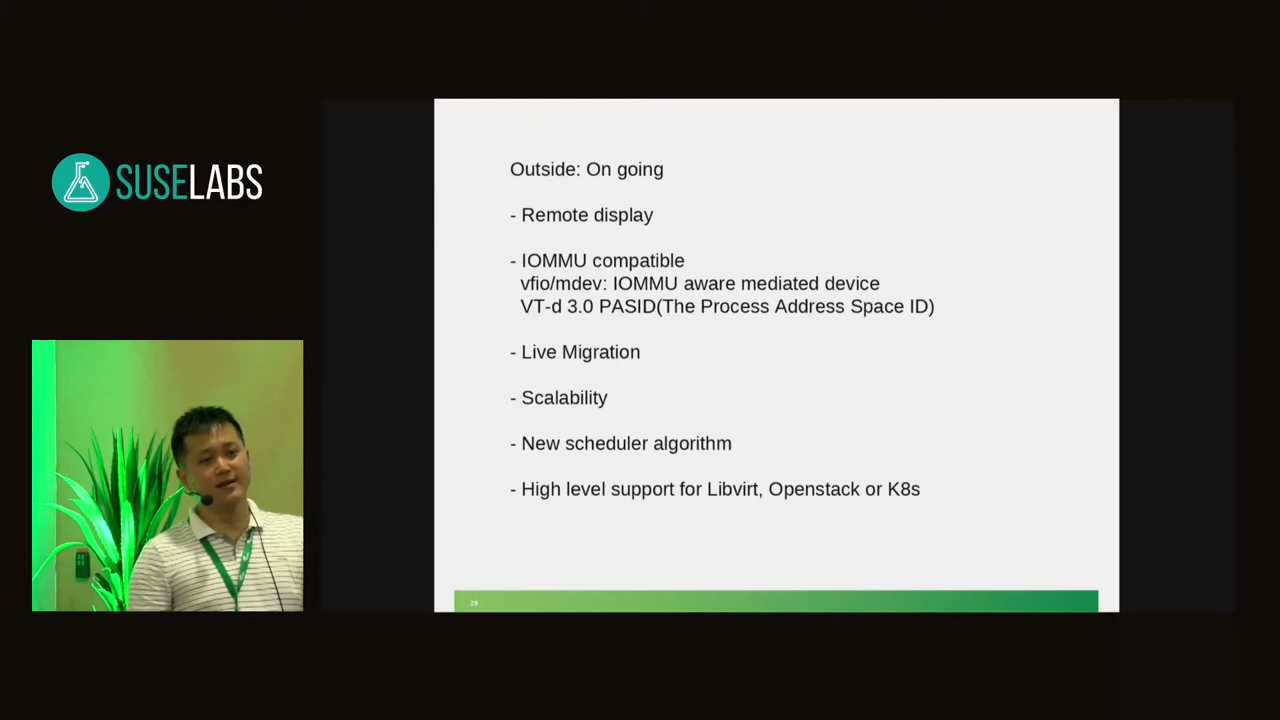 SUSELABS
Outside: On going
- Remote display
- IOMMU compatible
vfio/mdev: IOMMU aware mediated device
VT-d 3.0 PASID(The Process Address Space ID)
- Live Migration
- Scalability
- New scheduler algorithm
- High level support for Libvirt, Openstack or K8s